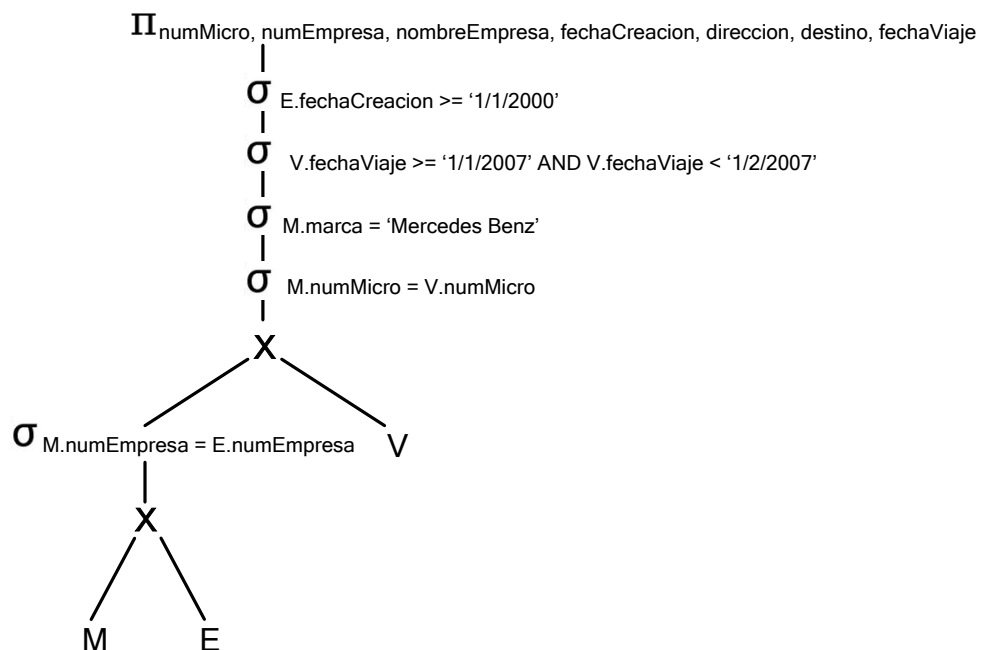 Π numMicro, numEmpresa, nombreEmpresa, fechaCreacion, direccion, destino, fechaViaje
σ E.fechaCreacion >= ‘1/1/2000’
σ V.fechaViaje >= ‘1/1/2007’ AND V.fechaViaje < ‘1/2/2007’
σ M.marca = ‘Mercedes Benz’
σ M.numMicro = V.numMicro
X
σ M.numEmpresa = E.numEmpresa V
X
M E